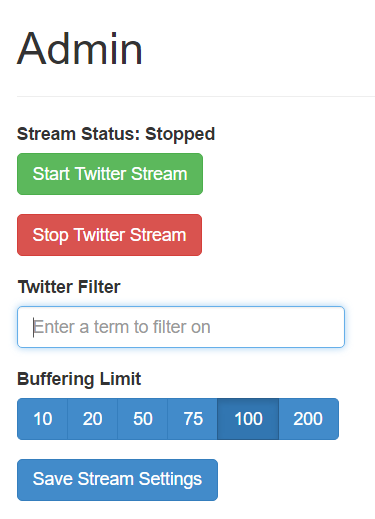 Admin
Stream Status: Stopped
Start Twitter Stream
Stop Twitter Stream
Twitter Filter
Enter a term to filter on
Buffering Limit
10 20 50 75 100 200
Save Stream Settings